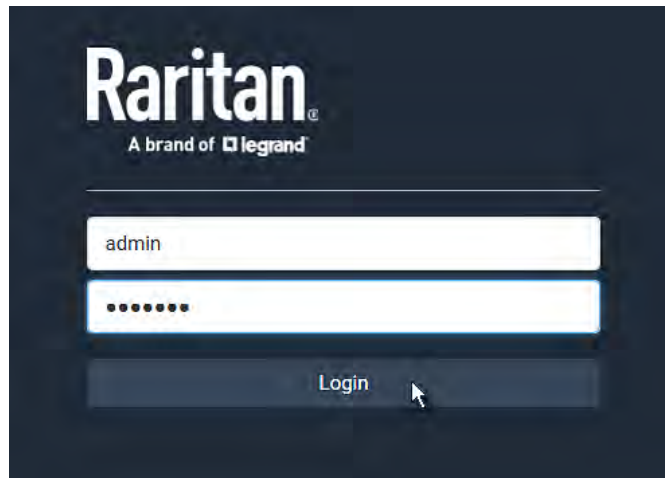 Raritan®
A brand of legrand®
admin
•••••••
Login